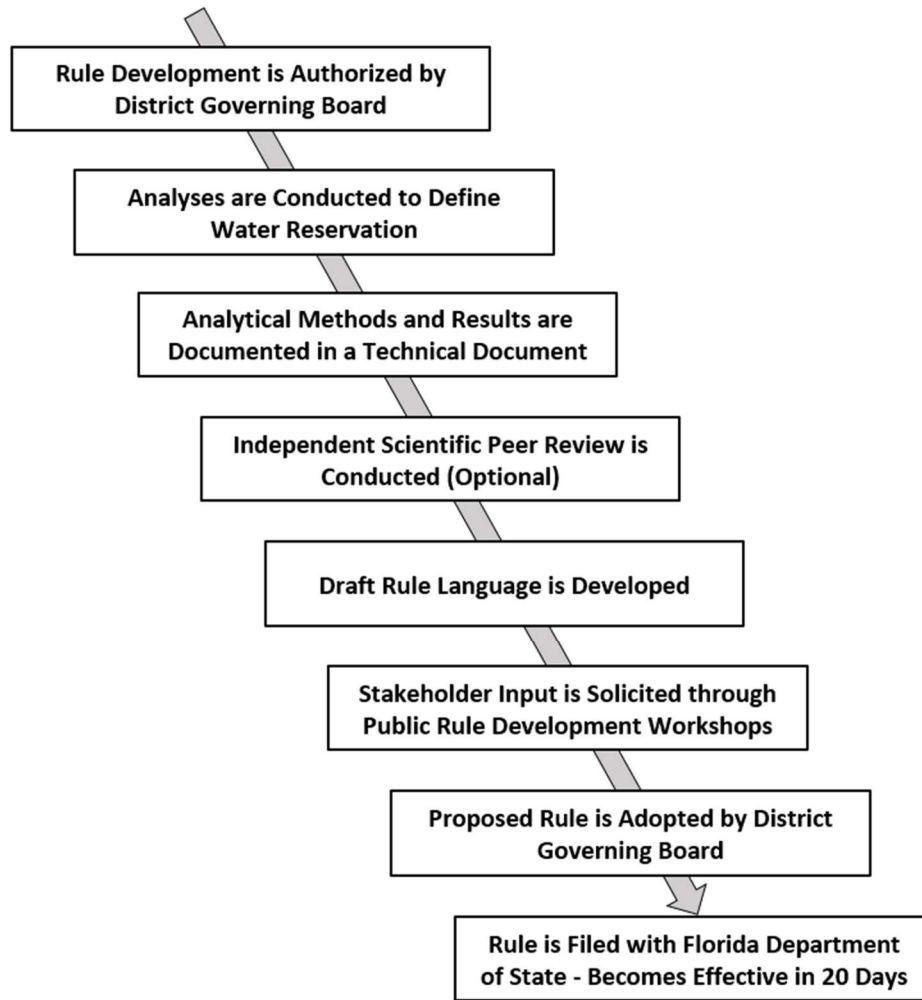 Rule Development is Authorized by
District Governing Board
Analyses are Conducted to Define
Water Reservation
Analytical Methods and Results are
Documented in a Technical Document
Independent Scientific Peer Review is
Conducted (Optional)
Draft Rule Language is Developed
Stakeholder Input is Solicited through
Public Rule Development Workshops
Proposed Rule is Adopted by District
Governing Board
Rule is Filed with Florida Department
of State - Becomes Effective in 20 Days